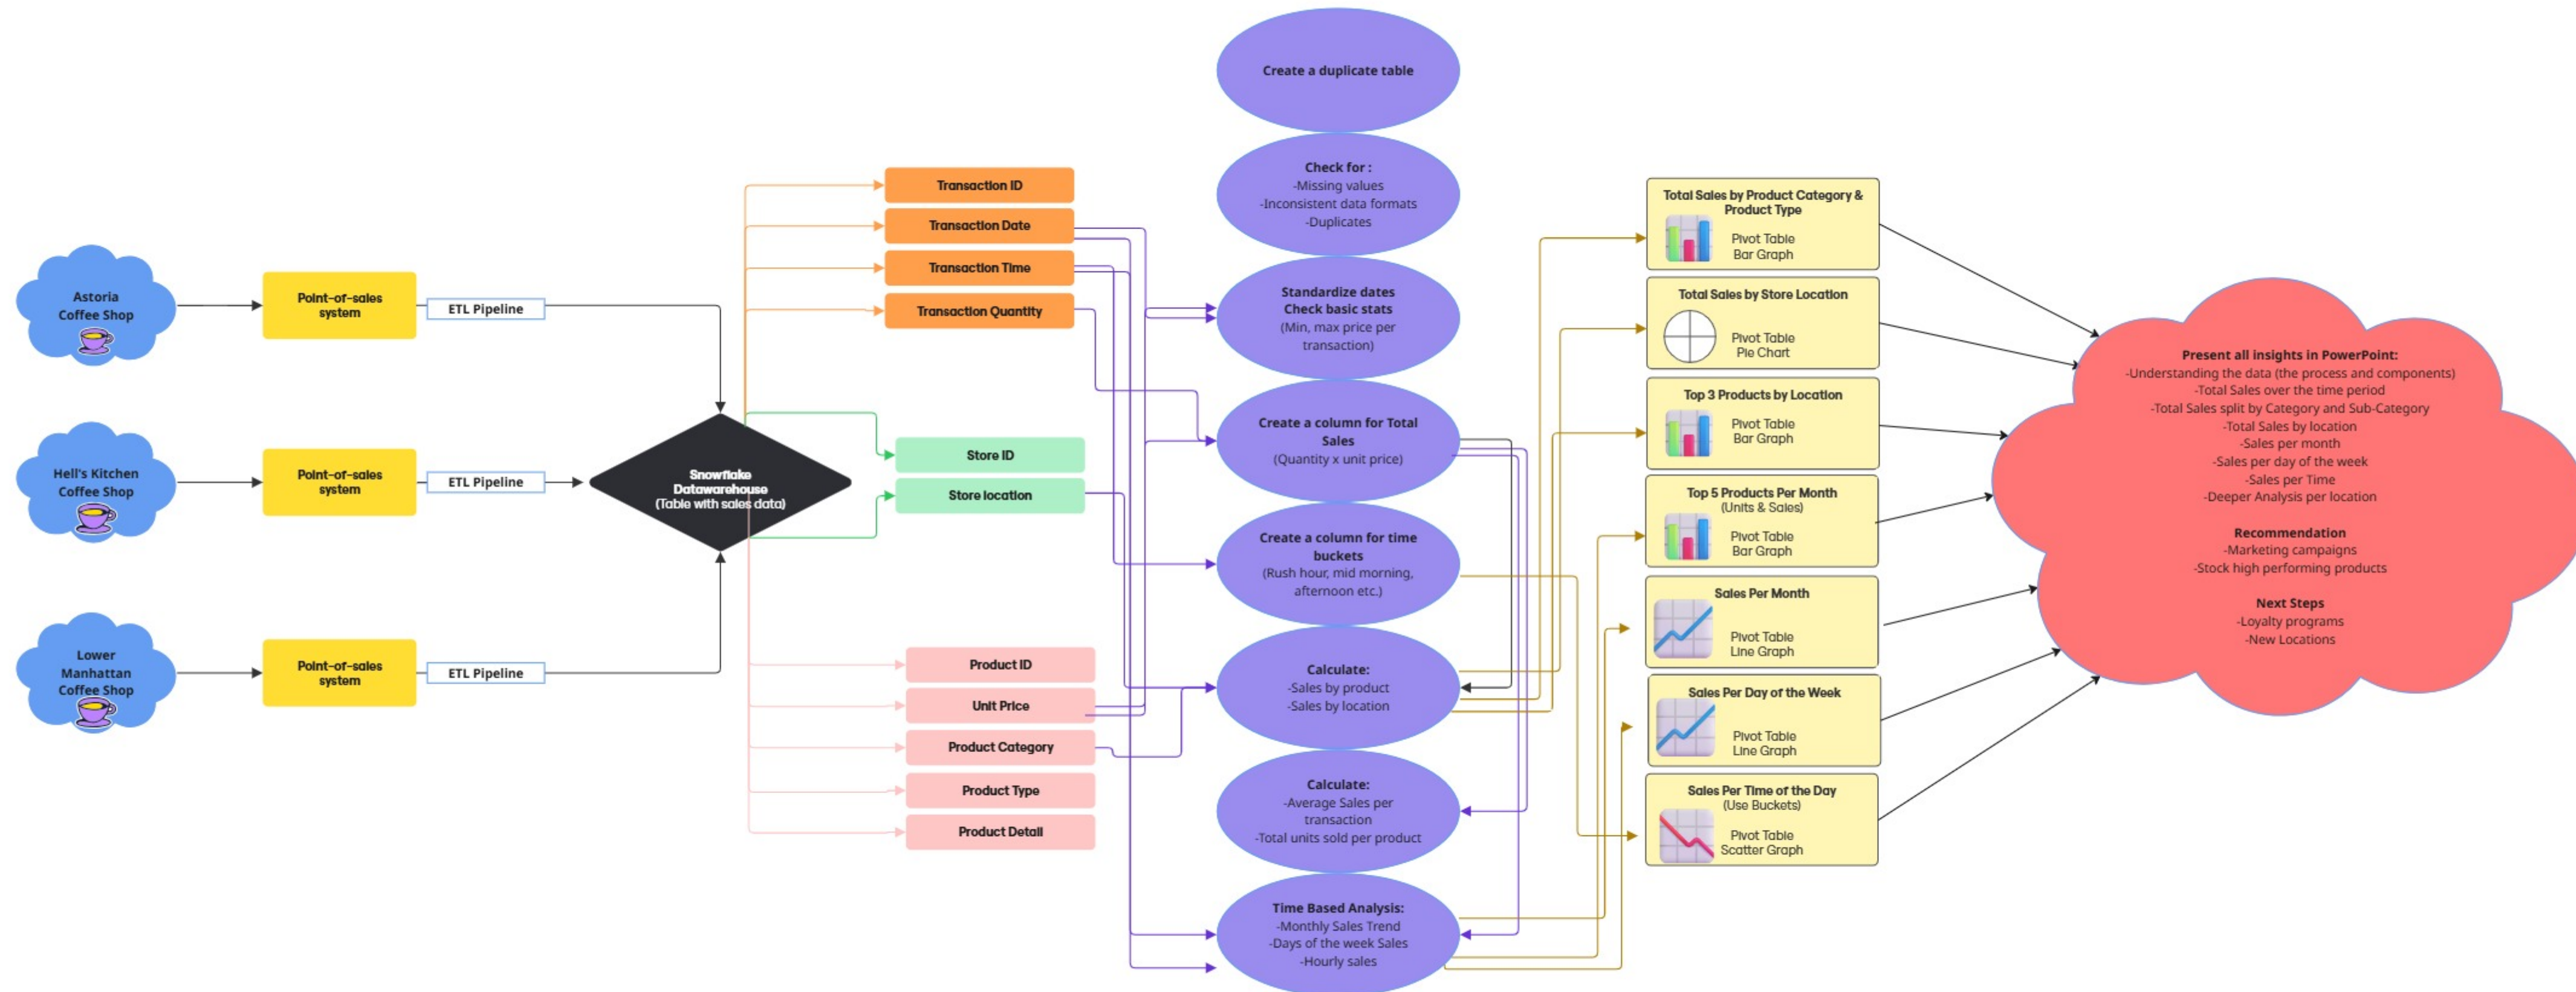 Astoria
Coffee Shop
Point-of-sales
system
ETL Pipeline
Hell's Kitchen
Coffee Shop
Point-of-sales
system
ETL Pipeline
Lower
Manhattan
Coffee Shop
Point-of-sales
system
ETL Pipeline
Snowflake
Datawarehouse
(Table with sales data)
Transaction ID
Transaction Date
Transaction Time
Transaction Quantity
Store ID
Store location
Product ID
Unit Price
Product Category
Product Type
Product Detail
Create a duplicate table
Check for :
-Missing values
-Inconsistent data formats
-Duplicates
Standardize dates
Check basic stats
(Min, max price per
transaction)
Create a column for Total
Sales
(Quantity x unit price)
Create a column for time
buckets
(Rush hour, mid morning,
afternoon etc.)
Calculate:
-Sales by product
-Sales by location
Calculate:
-Average Sales per
transaction
-Total units sold per product
Time Based Analysis:
-Monthly Sales Trend
-Days of the week Sales
-Hourly sales
Total Sales by Product Category &
Product Type
Pivot Table
Bar Graph
Total Sales by Store Location
Pivot Table
Pie Chart
Top 3 Products by Location
Pivot Table
Bar Graph
Top 5 Products Per Month
(Units & Sales)
Pivot Table
Bar Graph
Sales Per Month
Pivot Table
Line Graph
Sales Per Day of the Week
Pivot Table
Line Graph
Sales Per Time of the Day
(Use Buckets)
Pivot Table
Scatter Graph
Present all insights in PowerPoint:
-Understanding the data (the process and components)
-Total Sales over the time period
-Total Sales split by Category and Sub-Category
-Total Sales by location
-Sales per month
-Sales per day of the week
-Sales per Time
-Deeper Analysis per location
Recommendation
-Marketing campaigns
-Stock high performing products
Next Steps
-Loyalty programs
-New Locations